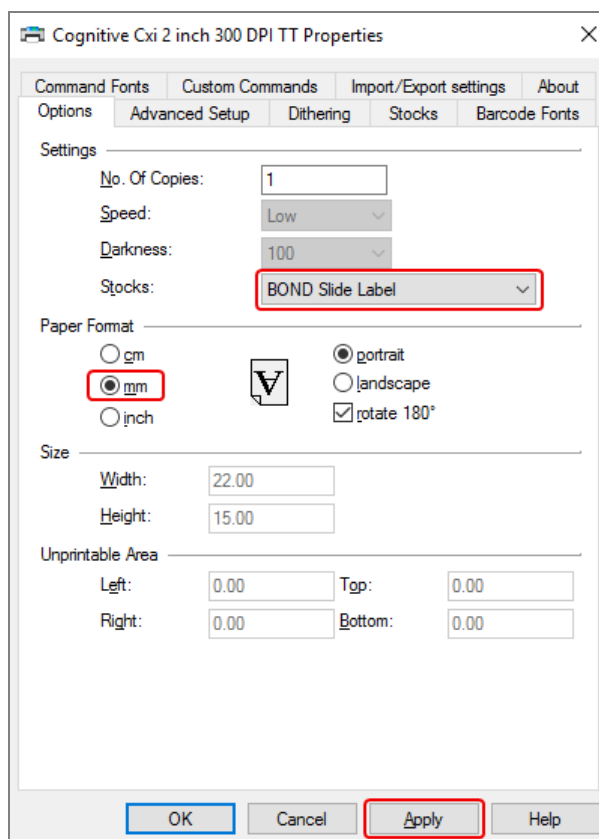 Cognitive Cxi 2 inch 300 DPI TT Properties
Command Fonts Custom Commands Import/Export settings About
Options Advanced Setup Dithering Stocks Barcode Fonts
Settings
No. Of Copies: 1
Speed: Low
Darkness: 100
Stocks: BOND Slide Label
Paper Format
cm portrait
mm landscape
inch rotate 180°
A
Size
Width: 22.00
Height: 15.00
Unprintable Area
Left: 0.00 Top: 0.00
Right: 0.00 Bottom: 0.00
OK Cancel Apply Help